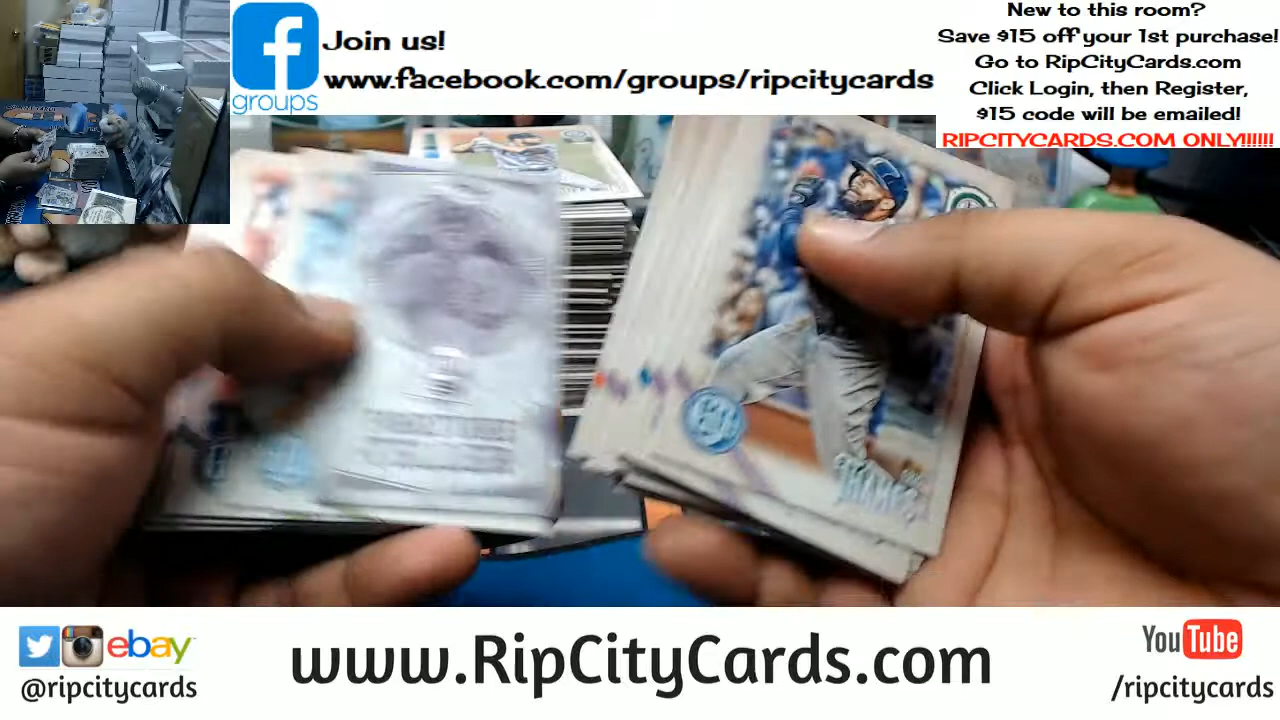 Join us!
www.facebook.com/groups/ripcitycards
groups
New to this room?
Save $15 off your 1st purchase!
Go to RipCityCards.com
Click Login, then Register,
$15 code will be emailed!
RIPCITYCARDS.COM ONLY!!!!!!
ebay
@ripcitycards
www.RipCityCards.com
YouTube
/ripcitycards